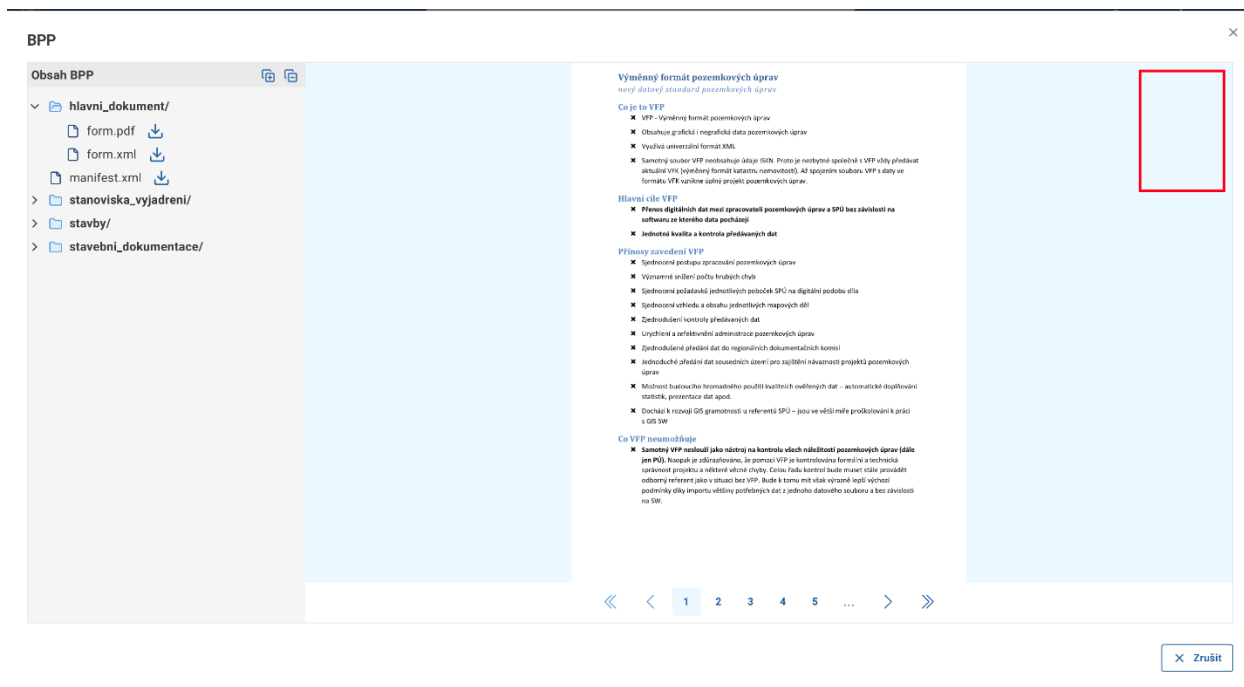 BPP
Obsah BPP
hlavni_dokument/
form.pdf
form.xml
manifest.xml
stanoviska_vyjadreni/
stavby/
stavebni_dokumentace/
Výměnný formát pozemkových úprav
nový datový standard pozemkových úprav
Co je to VFP
VFP - Výměnný formát pozemkových úprav
Obsahuje grafická i negrafická data pozemkových úprav
Využívá univerzální formát XML
Samotný soubor VFP neobsahuje údaje ISKN. Proto je nezbytné společně s VFP vždy předávat
aktuální VFK (výměnný formát katastru nemovitostí). Až spojením souboru VFP s daty ve
formátu VFK vznikne úplný projekt pozemkových úprav.
Hlavní cíle VFP
Přenos digitálních dat mezi zpracovateli pozemkových úprav a SPÚ bez závislosti na
softwaru ze kterého data pocházejí
Jednotná kvalita a kontrola předávaných dat
Přínosy zavedení VFP
Sjednocení postupu zpracování pozemkových úprav
Významné snížení počtu hrubých chyb
Sjednocení požadavků jednotlivých poboček SPÚ na digitální podobu díla
Sjednocení vzhledu a obsahu jednotlivých mapových děl
Zjednodušení kontroly předávaných dat
Urychlení a zefektivnění administrace pozemkových úprav
Zjednodušené předání dat do regionálních dokumentačních komisí
Jednoduché předání dat sousedních území pro zajištění návaznosti projektů pozemkových
úprav
Možnost budoucího hromadného použití kvalitních ověřených dat – automatické doplňování
statistik, prezentace dat apod.
Dochází k rozvoji GIS gramotnosti u referentů SPÚ – jsou ve větší míře proškolováni k práci
s GIS SW
Co VFP neumožňuje
Samotný VFP neslouží jako nástroj na kontrolu všech náležitostí pozemkových úprav (dále
jen PÚ). Naopak je zdůrazňováno, že pomocí VFP je kontrolována formální a technická
správnost projektu a některé věcné chyby. Celou řadu kontrol bude muset stále provádět
odborný referent jako v situaci bez VFP. Bude k tomu mít však výrazně lepší výchozí
podmínky díky importu většiny potřebných dat z jednoho datového souboru a bez závislosti
na SW.
1 2 3 4 5 ...
Zrušit